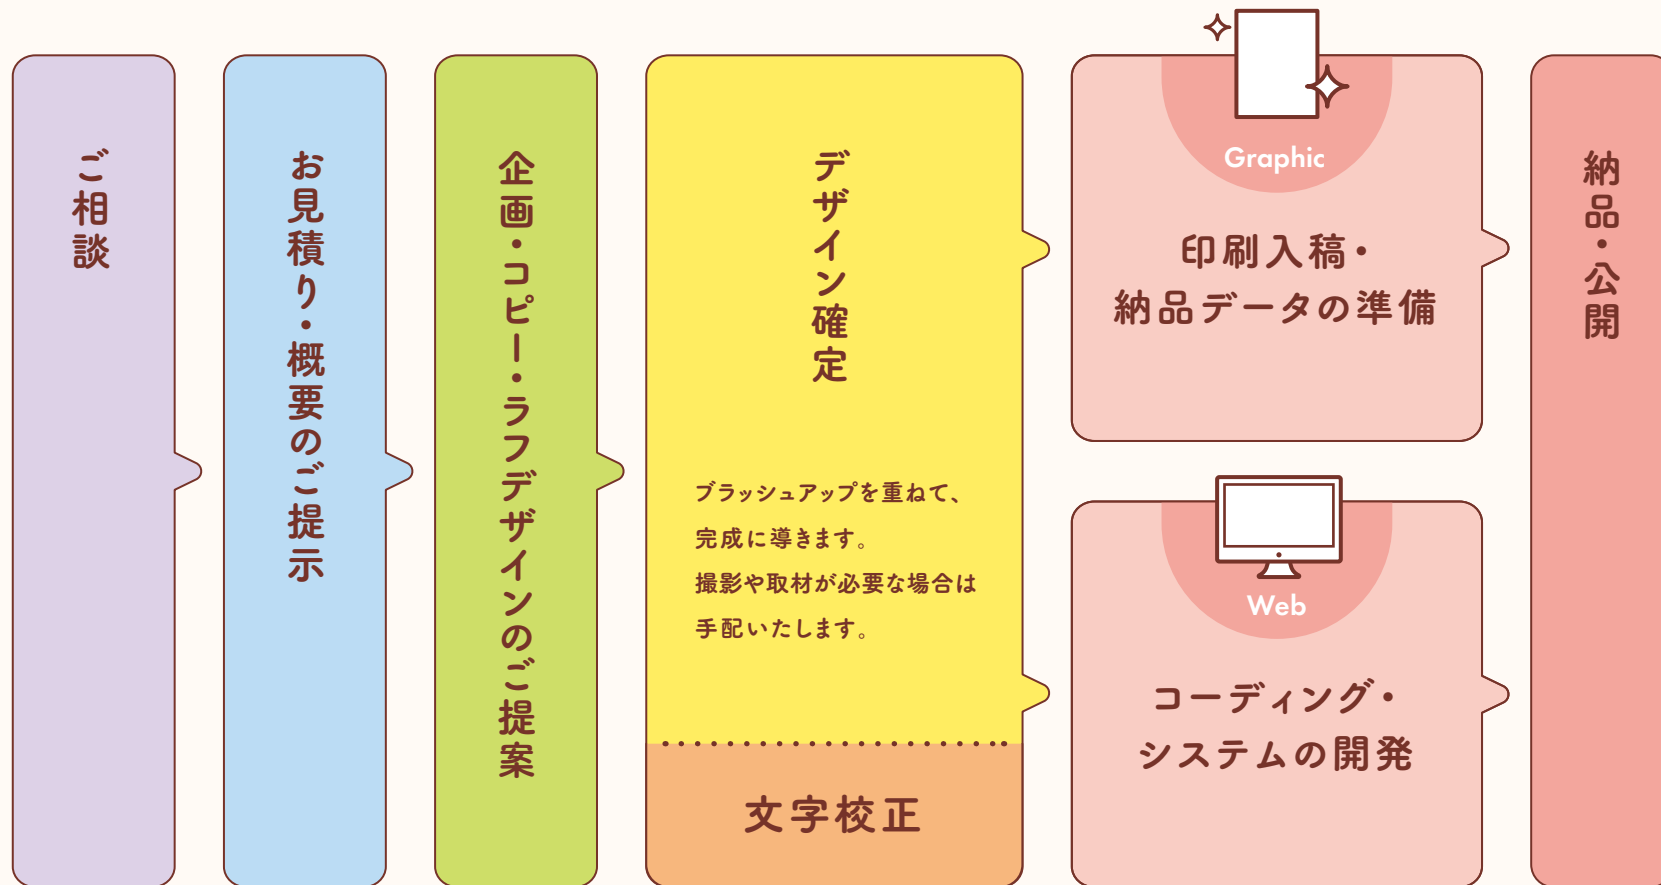 ご相談
お見積り・概要のご提示
企画・コピー・ラフデザインのご提案
デザイン確定
ブラッシュアップを重ねて、
完成に導きます。
撮影や取材が必要な場合は
手配いたします。
文字校正
Graphic
印刷入稿・
納品データの準備
Web
コーディング・
システムの開発
納品・公開